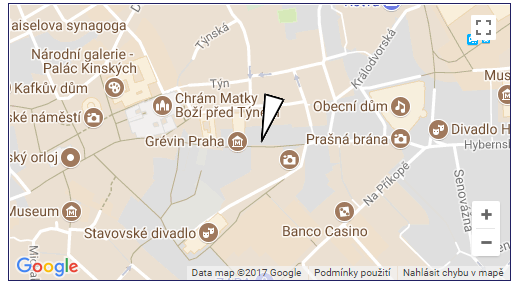 aiselova synagoga
Týnská
Národní galerie -
Palác Kinských
Králodvorská
Kafkův dům
Týn
Mus
Chrám Matky
Boží před Týnem
Obecní dům
ské náměstí
Grévin Praha
Prašná brána
Divadlo H
Hybernsk
ský orloj
Na Příkopě
Senovážná
Museum
Stavovské divadlo
Banco Casino
+
−
Google
Data map ©2017 Google
Podmínky použití
Nahlásit chybu v mapě